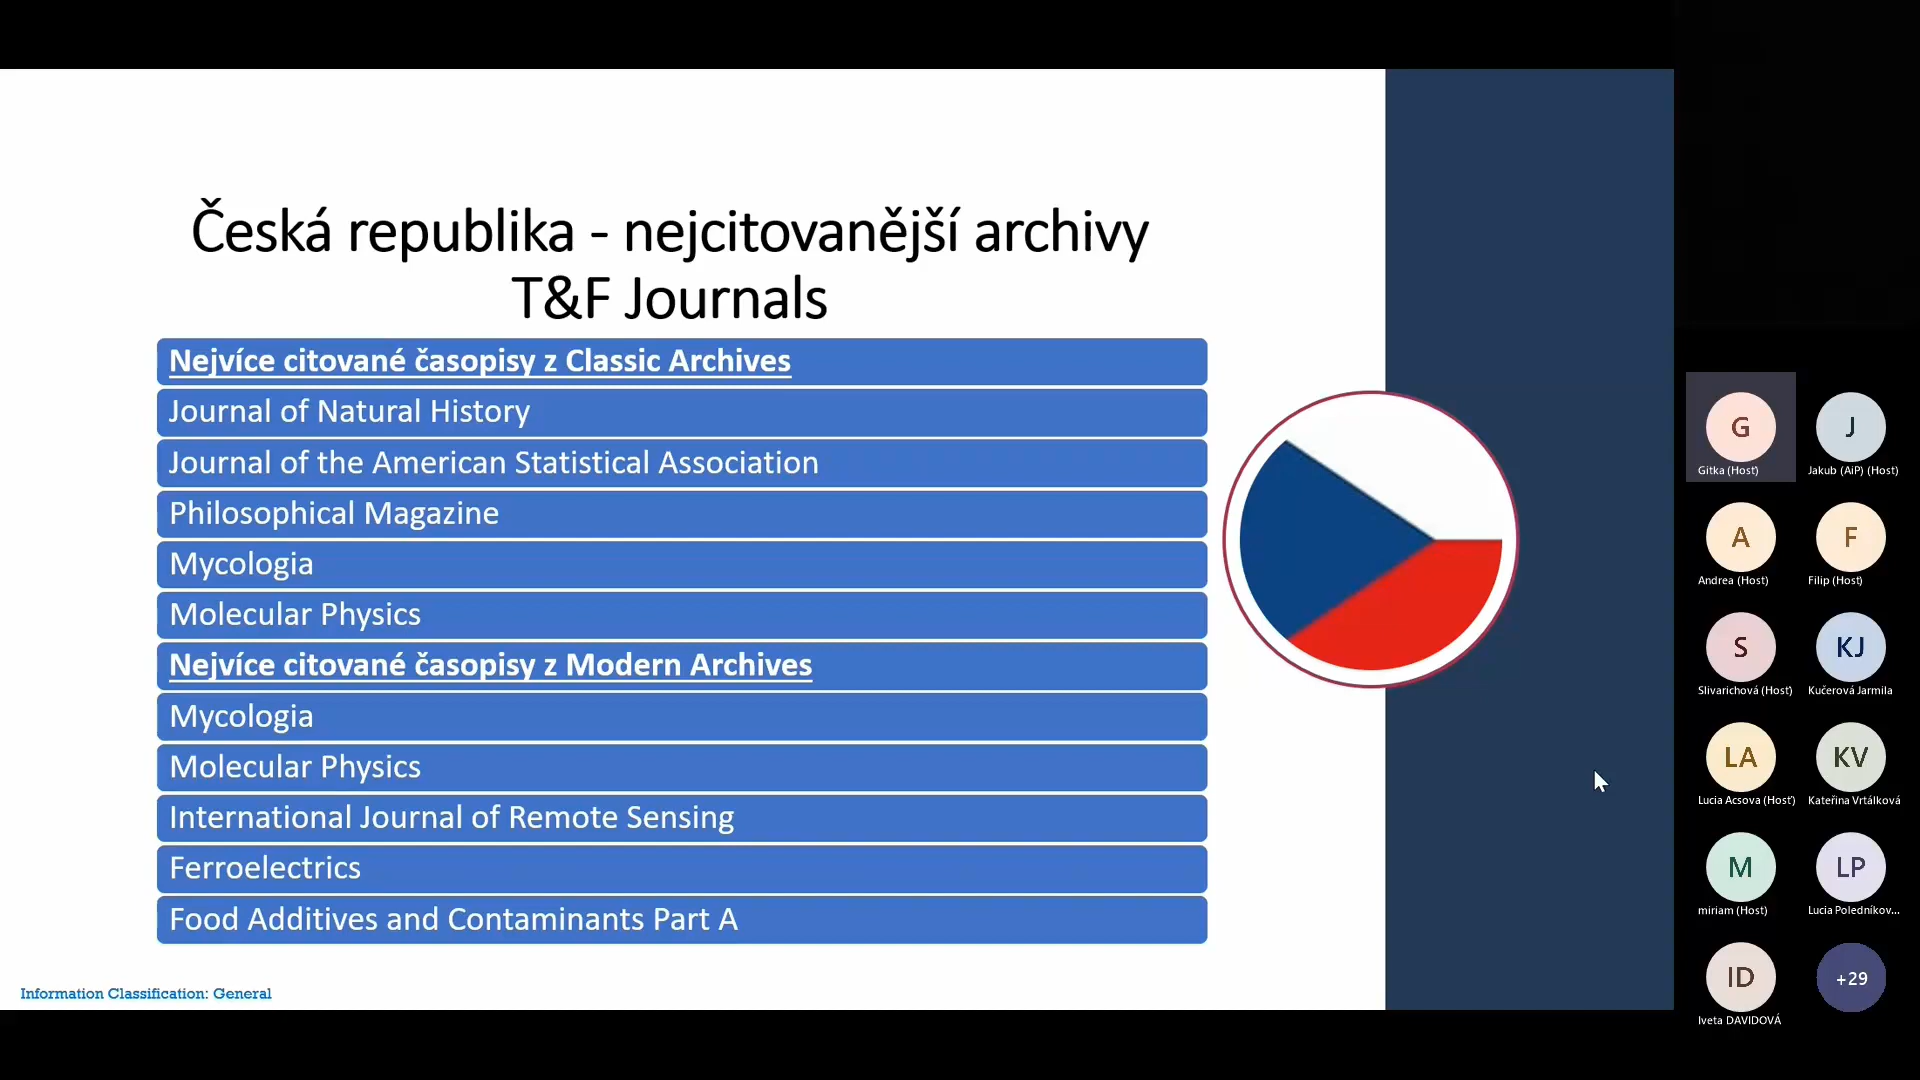 Česká republika - nejcitovanější archivy
T&F Journals
Nejvíce citované časopisy z Classic Archives
Journal of Natural History
Journal of the American Statistical Association
Philosophical Magazine
Mycologia
Molecular Physics
Nejvíce citované časopisy z Modern Archives
Mycologia
Molecular Physics
International Journal of Remote Sensing
Ferroelectrics
Food Additives and Contaminants Part A
Information Classification: General
G
Gitka (Host)
J
Jakub (AiP) (Host)
A
Andrea (Host)
F
Filip (Host)
S
Slivarichová (Host)
KJ
Kučerová Jarmila
LA
Lucia Acsova (Host)
KV
Kateřina Vrtálková
M
miriam (Host)
LP
Lucia Poledníkov...
ID
Iveta DAVIDOVÁ
+29